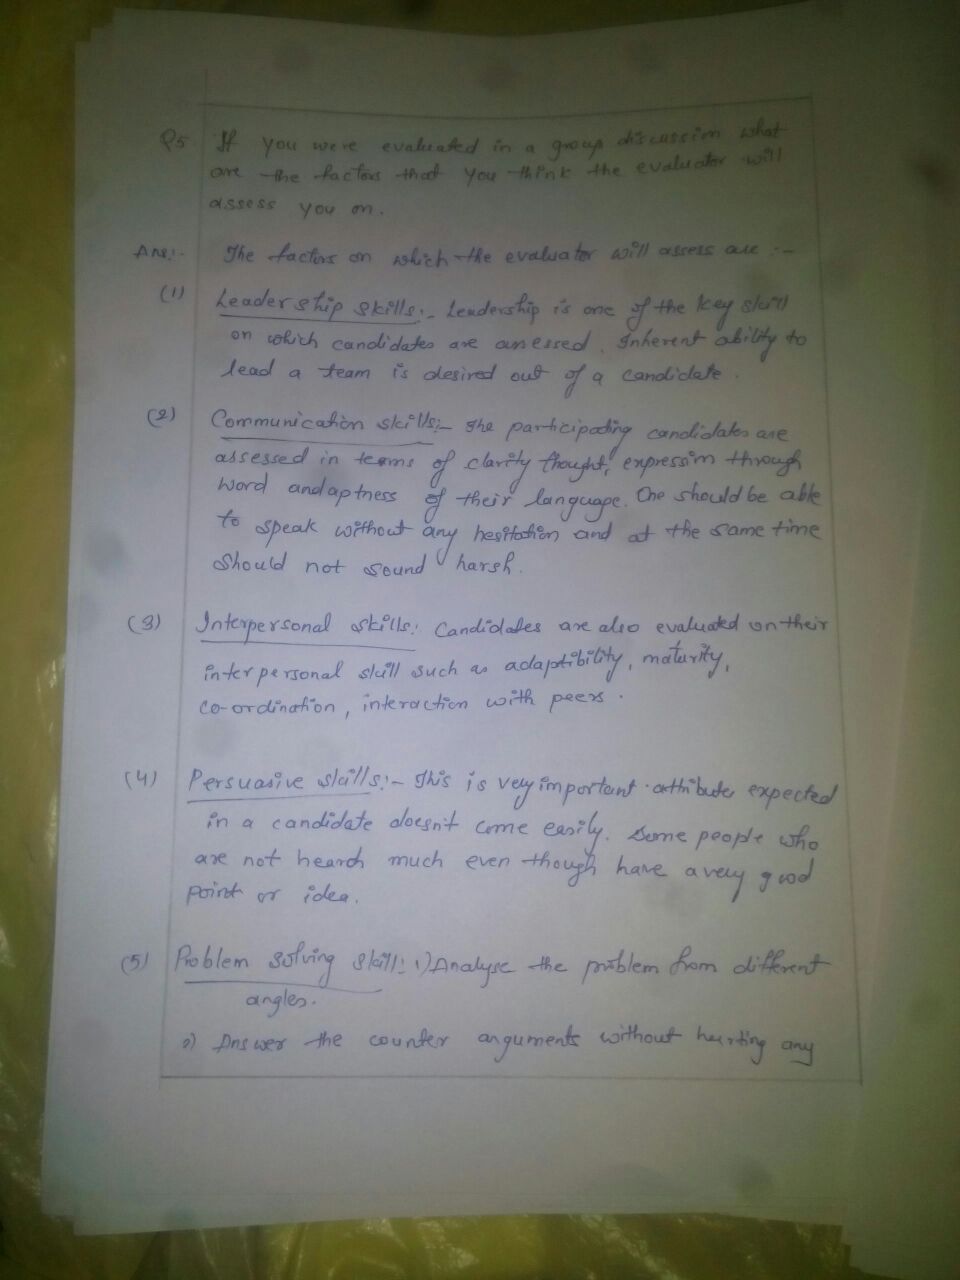 Q5. If you were evaluated in a group discussion what
are the factors that you think the evaluator will
assess you on.
Ans:- The factors on which the evaluator will assess are :-
(1) Leadership skills:- Leadership is one of the key skill
on which candidates are assessed. Inherent ability to
lead a team is desired out of a candidate.
(2) Communication skills:- The participating candidates are
assessed in terms of clarity thought, expression through
word and aptness of their language. One should be able
to speak without any hesitation and at the same time
should not sound harsh.
(3) Interpersonal skills: Candidates are also evaluated on their
interpersonal skill such as adaptibility, maturity,
co-ordination, interaction with peers.
(4) Persuasive skills:- This is very important attribute expected
in a candidate doesn't come easily. Some people who
are not heard much even though have a very good
point or idea.
(5) Problem solving skill: 1) Analyse the problem from different
angles.
2) Answer the counter arguments without hurting any